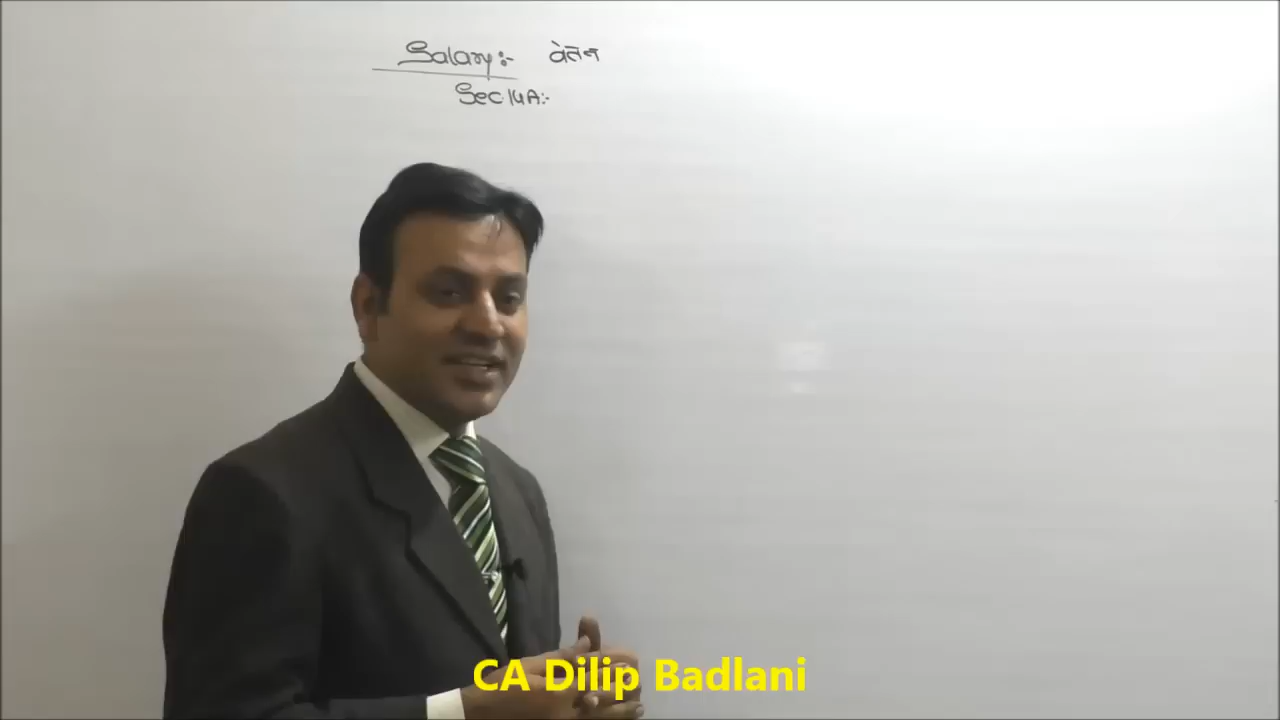 Salary:- वेतन
Sec.14A:-
CA Dilip Badlani